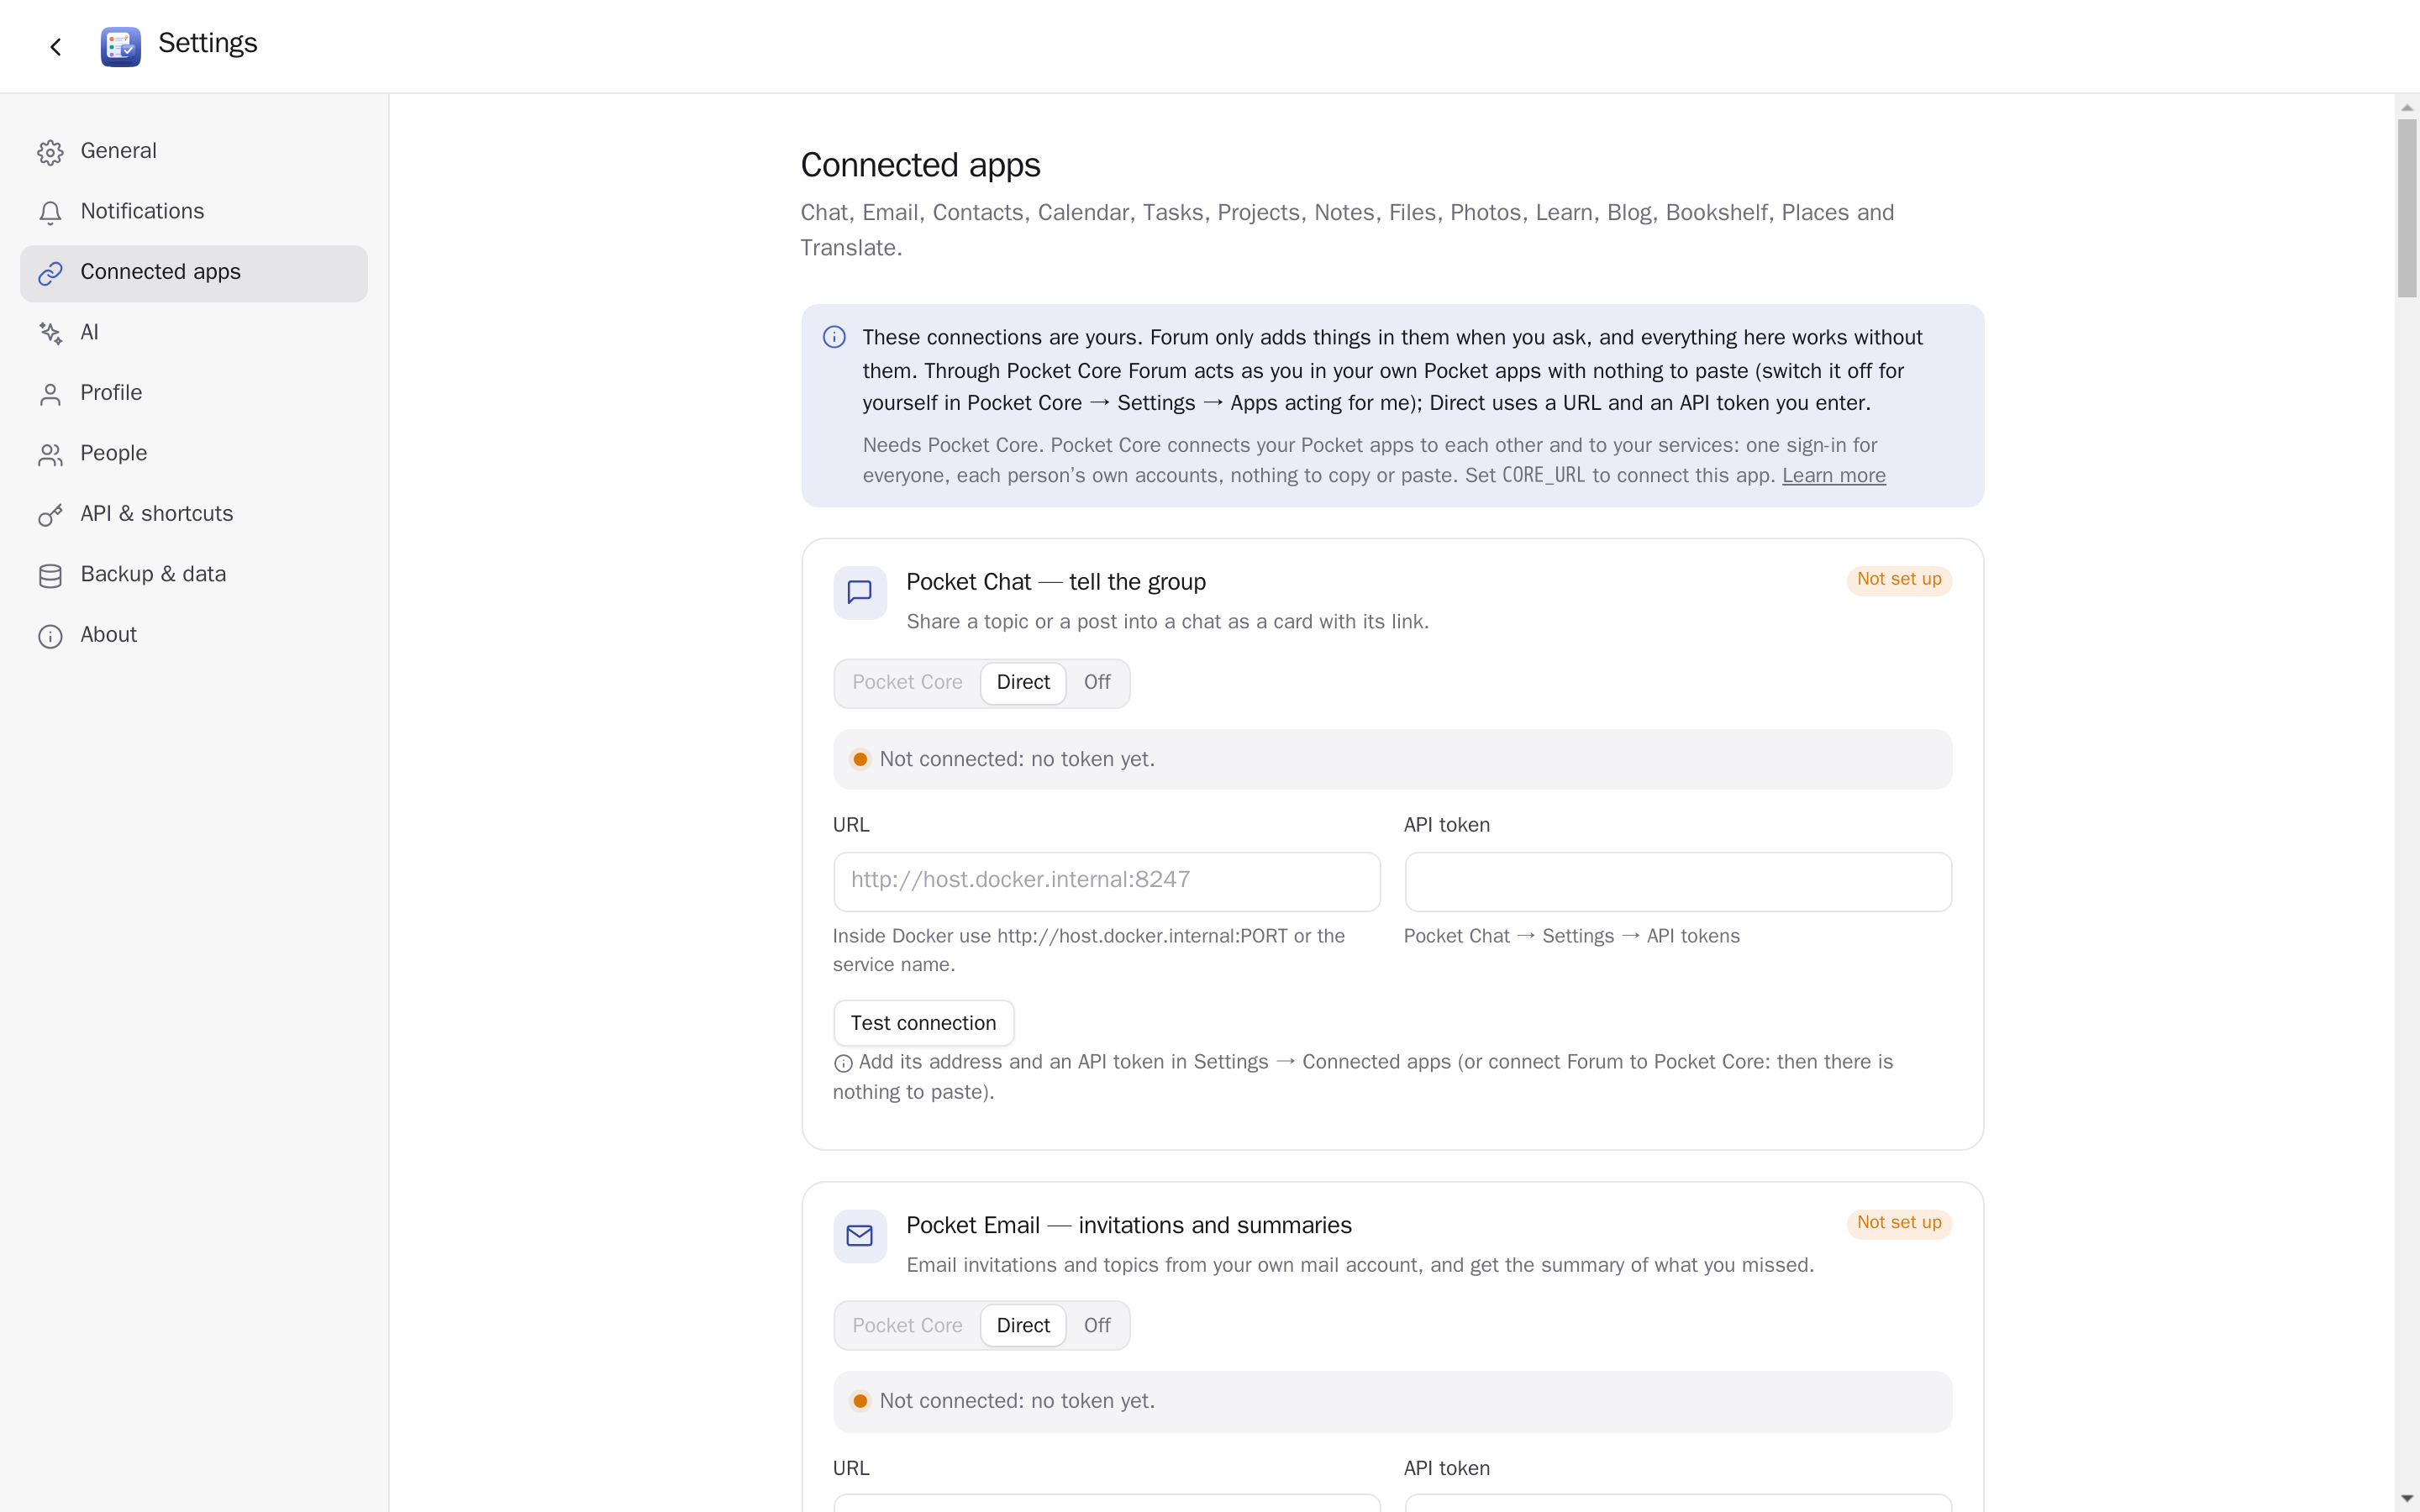 Settings
General
Notifications
Connected apps
AI
Profile
People
API & shortcuts
Backup & data
About
Connected apps
Chat, Email, Contacts, Calendar, Tasks, Projects, Notes, Files, Photos, Learn, Blog, Bookshelf, Places and
Translate.
These connections are yours. Forum only adds things in them when you ask, and everything here works without
them. Through Pocket Core Forum acts as you in your own Pocket apps with nothing to paste (switch it off for
yourself in Pocket Core → Settings → Apps acting for me); Direct uses a URL and an API token you enter.
Needs Pocket Core. Pocket Core connects your Pocket apps to each other and to your services: one sign-in for
everyone, each person’s own accounts, nothing to copy or paste. Set CORE_URL to connect this app. Learn more
Pocket Chat — tell the group
Not set up
Share a topic or a post into a chat as a card with its link.
Pocket Core Direct Off
Not connected: no token yet.
URL API token
http://host.docker.internal:8247
Inside Docker use http://host.docker.internal:PORT or the
service name.
Pocket Chat → Settings → API tokens
Test connection
Add its address and an API token in Settings → Connected apps (or connect Forum to Pocket Core: then there is
nothing to paste).
Pocket Email — invitations and summaries
Not set up
Email invitations and topics from your own mail account, and get the summary of what you missed.
Pocket Core Direct Off
Not connected: no token yet.
URL API token